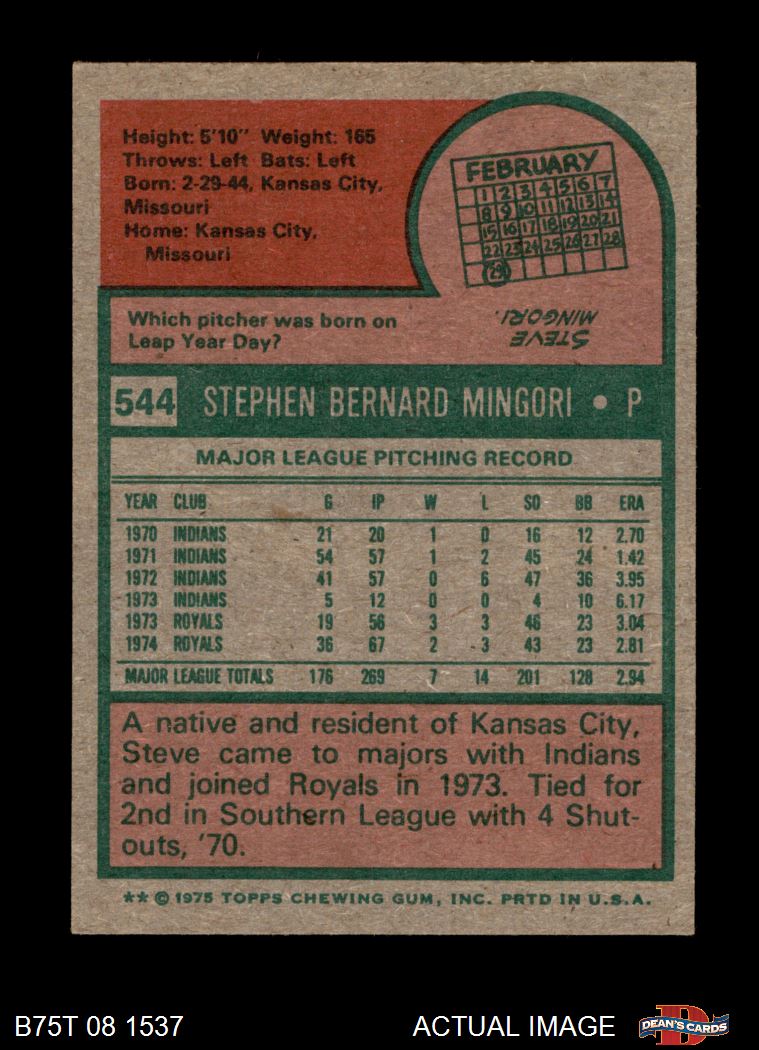 Height: 5'10" Weight: 165
Throws: Left Bats: Left
Born: 2-29-44, Kansas City,
Missouri
Home: Kansas City,
Missouri
FEBRUARY
1 2 3 4 5 6 7
8 9 10 11 12 13 14
15 16 17 18 19 20 21
22 23 24 25 26 27 28
29
Which pitcher was born on
Leap Year Day?
STEVE
MINGORI.
544 STEPHEN BERNARD MINGORI • P
MAJOR LEAGUE PITCHING RECORD
YEAR CLUB G IP W L SO BB ERA
1970 INDIANS 21 20 1 0 16 12 2.70
1971 INDIANS 54 57 1 2 45 24 1.42
1972 INDIANS 41 57 0 6 47 36 3.95
1973 INDIANS 5 12 0 0 4 10 6.17
1973 ROYALS 19 56 3 3 46 23 3.04
1974 ROYALS 36 67 2 3 43 23 2.81
MAJOR LEAGUE TOTALS 176 269 7 14 201 128 2.94
A native and resident of Kansas City,
Steve came to majors with Indians
and joined Royals in 1973. Tied for
2nd in Southern League with 4 Shut-
outs, '70.
** © 1975 TOPPS CHEWING GUM, INC. PRTD IN U.S.A.
B75T 08 1537
ACTUAL IMAGE
D
DEAN'S CARDS